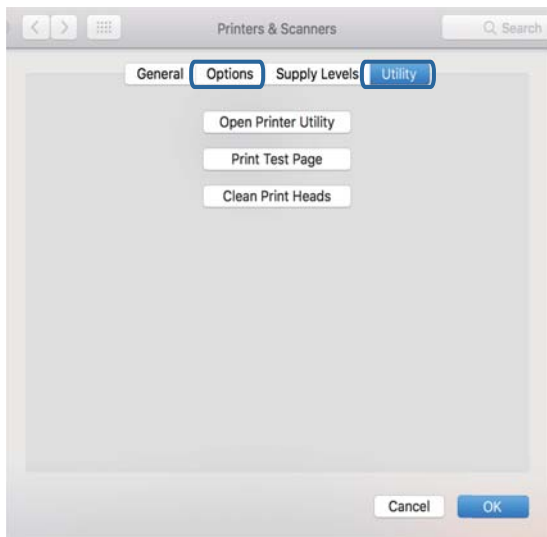 Printers & Scanners Search
General Options Supply Levels Utility
Open Printer Utility
Print Test Page
Clean Print Heads
Cancel OK